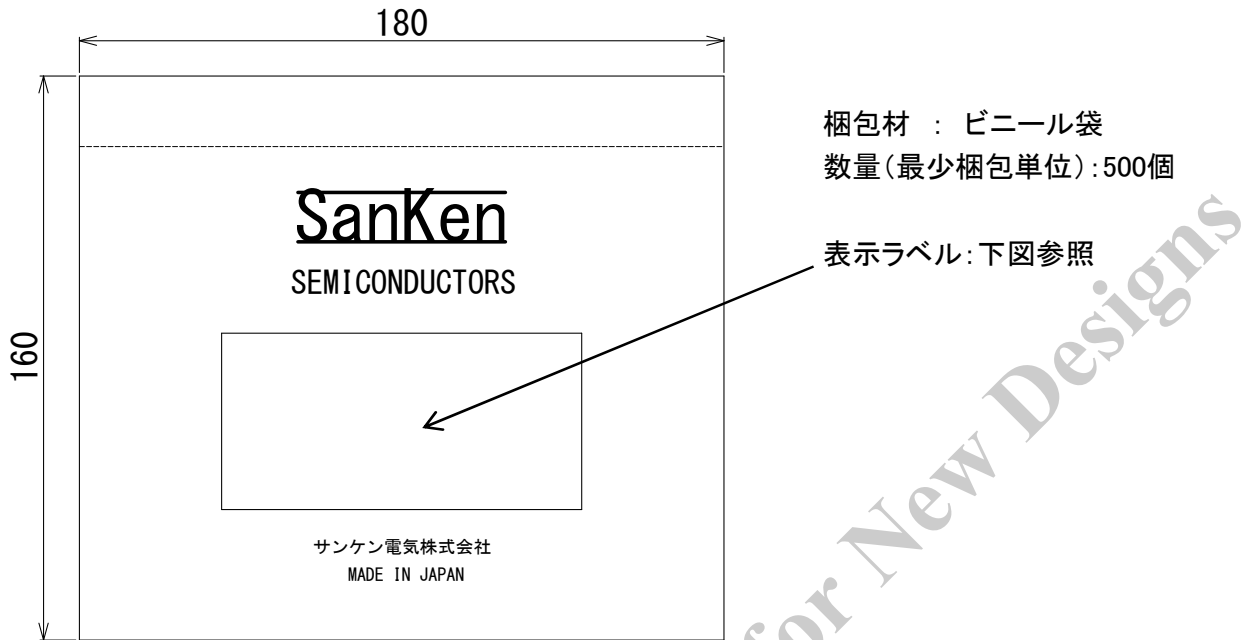 180
160
SanKen
SEMICONDUCTORS
サンケン電気株式会社
MADE IN JAPAN
梱包材 : ビニール袋
数量(最少梱包単位):500個
表示ラベル:下図参照
for New Designs